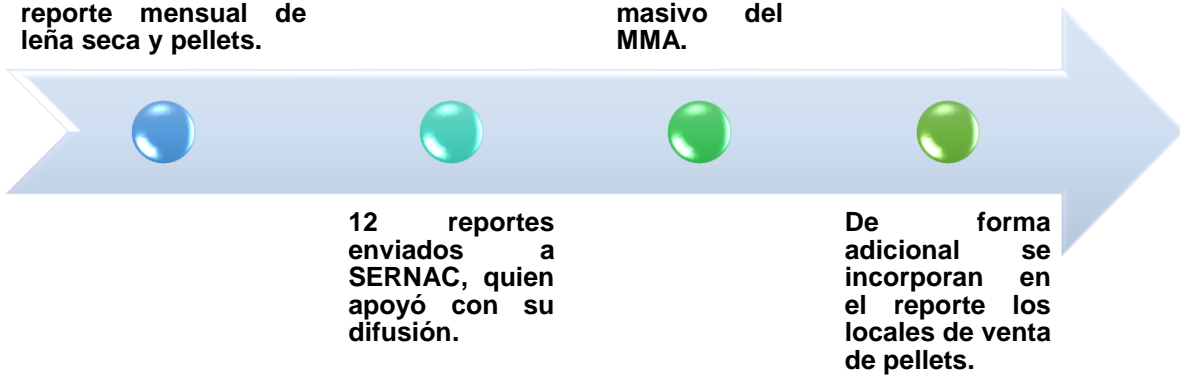 reporte mensual de
leña seca y pellets.
masivo del
MMA.
12 reportes
enviados a
SERNAC, quien
apoyó con su
difusión.
De forma
adicional se
incorporan en
el reporte los
locales de venta
de pellets.